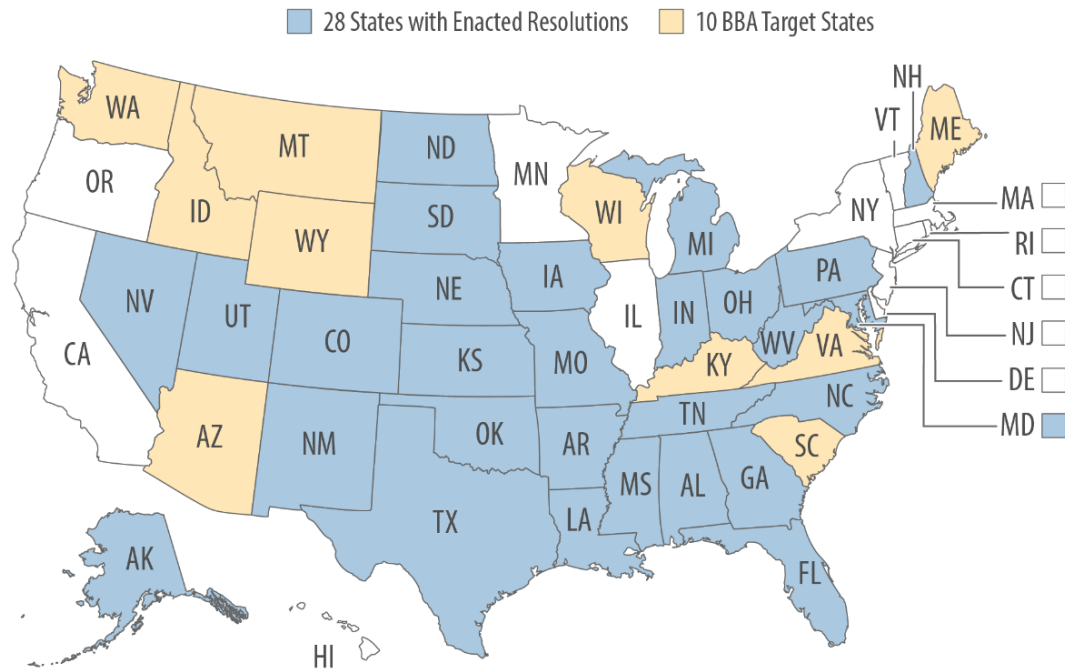 28 States with Enacted Resolutions 10 BBA Target States
NH
WA
VT
ME
MT
ND
MN
OR
MA
ID
WI
NY
SD
WY
MI
RI
PA
IA
NE
CT
NV
OH
UT
IN
IL
CO
NJ
WV
VA
CA
KS
MO
KY
DE
NC
TN
MD
AZ
OK
NM
AR
SC
GA
MS
AL
TX
LA
AK
FL
HI